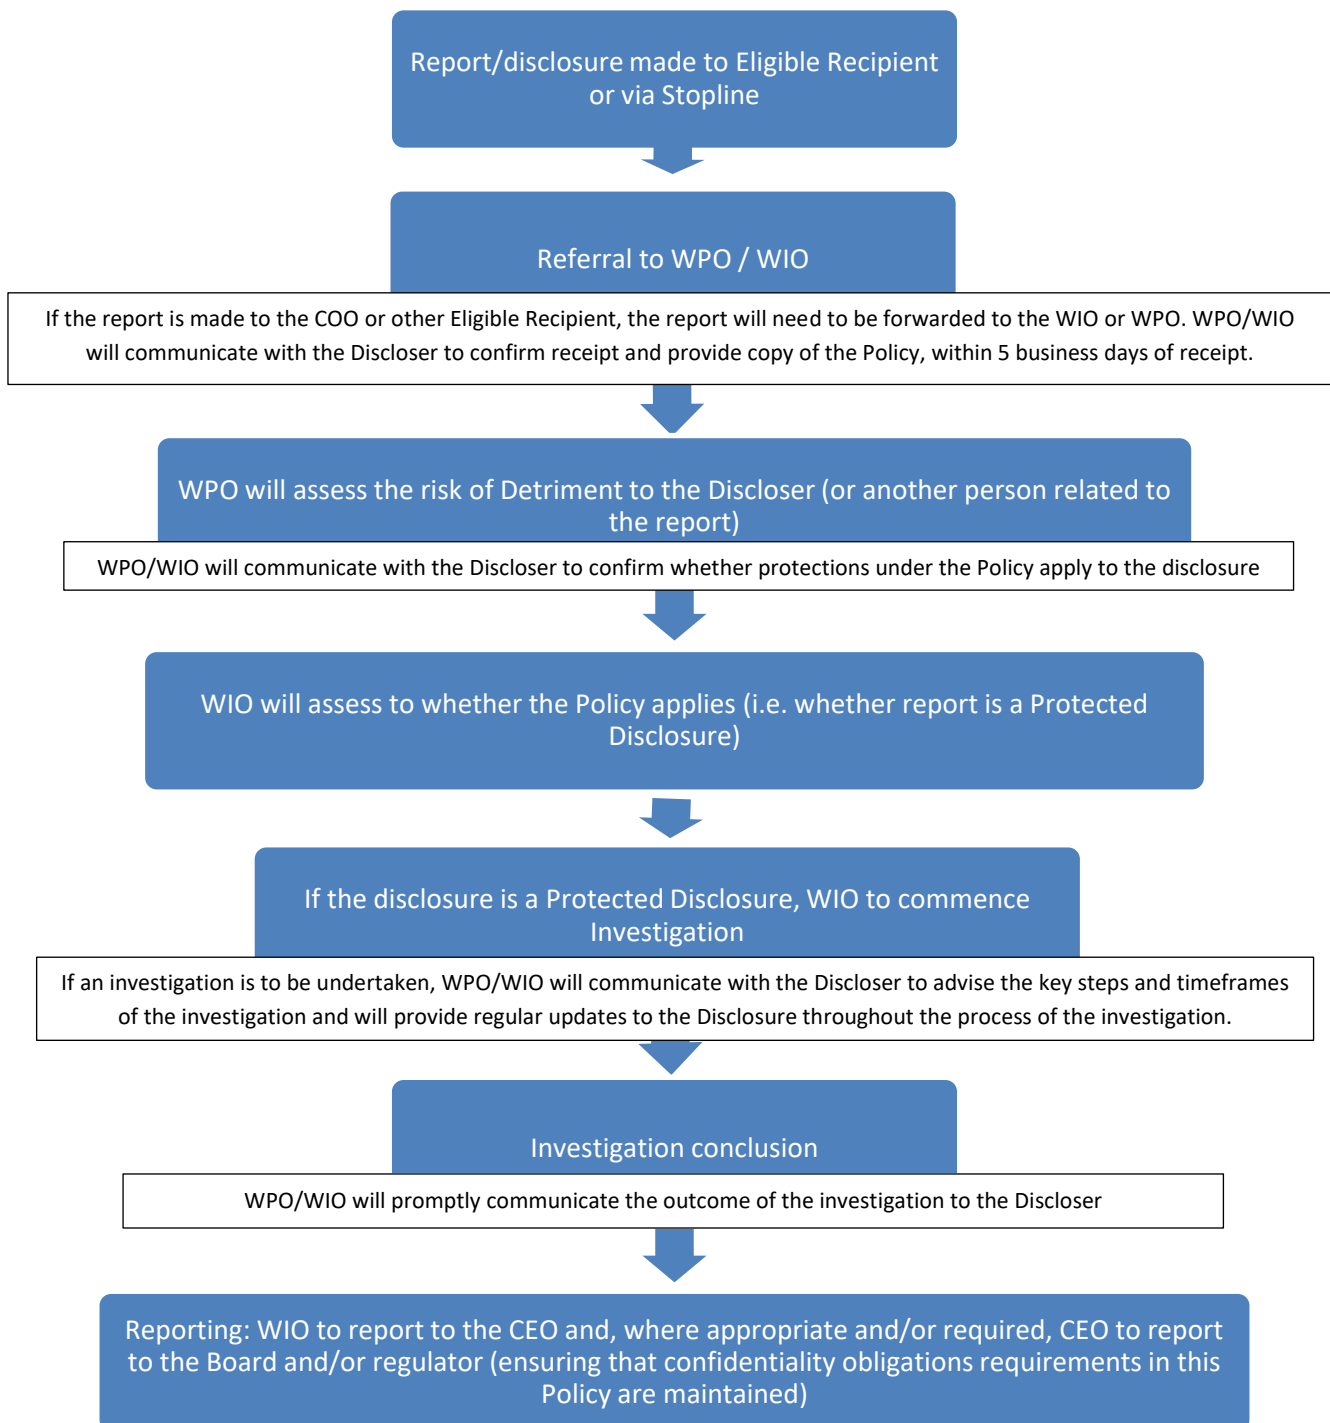 Report/disclosure made to Eligible Recipient
or via Stopline
Referral to WPO / WIO
If the report is made to the COO or other Eligible Recipient, the report will need to be forwarded to the WIO or WPO. WPO/WIO
will communicate with the Discloser to confirm receipt and provide copy of the Policy, within 5 business days of receipt.
WPO will assess the risk of Detriment to the Discloser (or another person related to
the report)
WPO/WIO will communicate with the Discloser to confirm whether protections under the Policy apply to the disclosure
WIO will assess to whether the Policy applies (i.e. whether report is a Protected
Disclosure)
If the disclosure is a Protected Disclosure, WIO to commence
Investigation
If an investigation is to be undertaken, WPO/WIO will communicate with the Discloser to advise the key steps and timeframes
of the investigation and will provide regular updates to the Disclosure throughout the process of the investigation.
Investigation conclusion
WPO/WIO will promptly communicate the outcome of the investigation to the Discloser
Reporting: WIO to report to the CEO and, where appropriate and/or required, CEO to report
to the Board and/or regulator (ensuring that confidentiality obligations requirements in this
Policy are maintained)